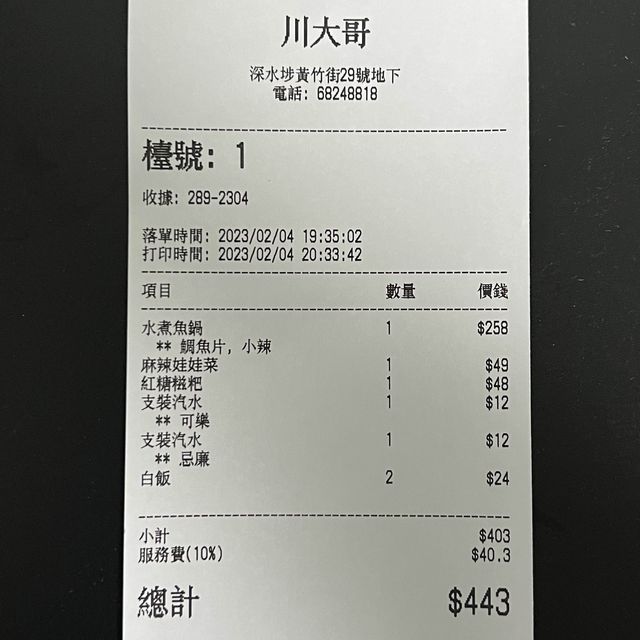 川大哥
深水埗黃竹街29號地下
電話: 68248818
檯號: 1
收據: 289-2304
落單時間: 2023/02/04 19:35:02
打印時間: 2023/02/04 20:33:42
項目 數量 價錢
水煮魚鍋 1 $258
** 鯛魚片, 小辣
麻辣娃娃菜 1 $49
紅糖糍粑 1 $48
支裝汽水 1 $12
** 可樂
支裝汽水 1 $12
** 忌廉
白飯 2 $24
小計 $403
服務費(10%) $40.3
總計 $443